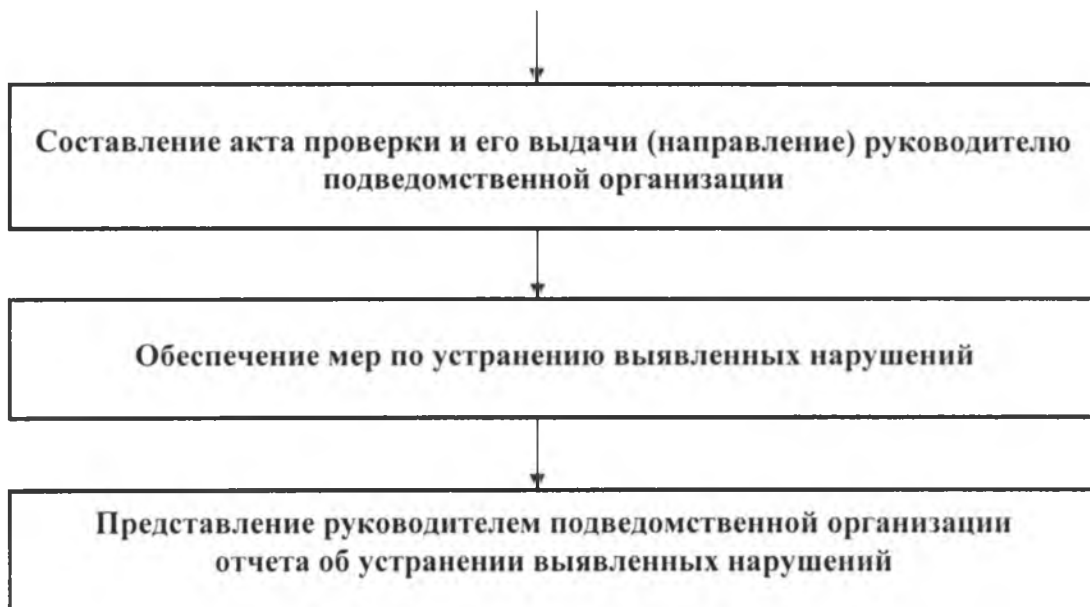 Составление акта проверки и его выдачи (направление) руководителю
подведомственной организации
Обеспечение мер по устранению выявленных нарушений
Представление руководителем подведомственной организации
отчета об устранении выявленных нарушений